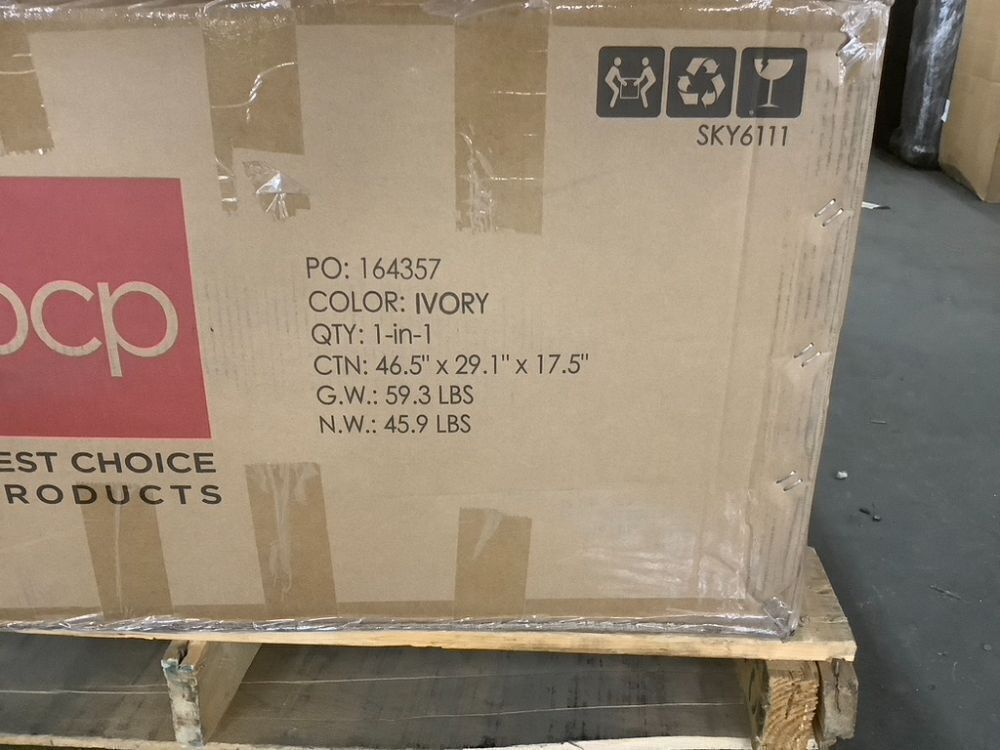 SKY6111
PO: 164357
COLOR: IVORY
QTY: 1-in-1
CTN: 46.5" x 29.1" x 17.5"
G.W.: 59.3 LBS
N.W.: 45.9 LBS
bcp
EST CHOICE
RODUCTS